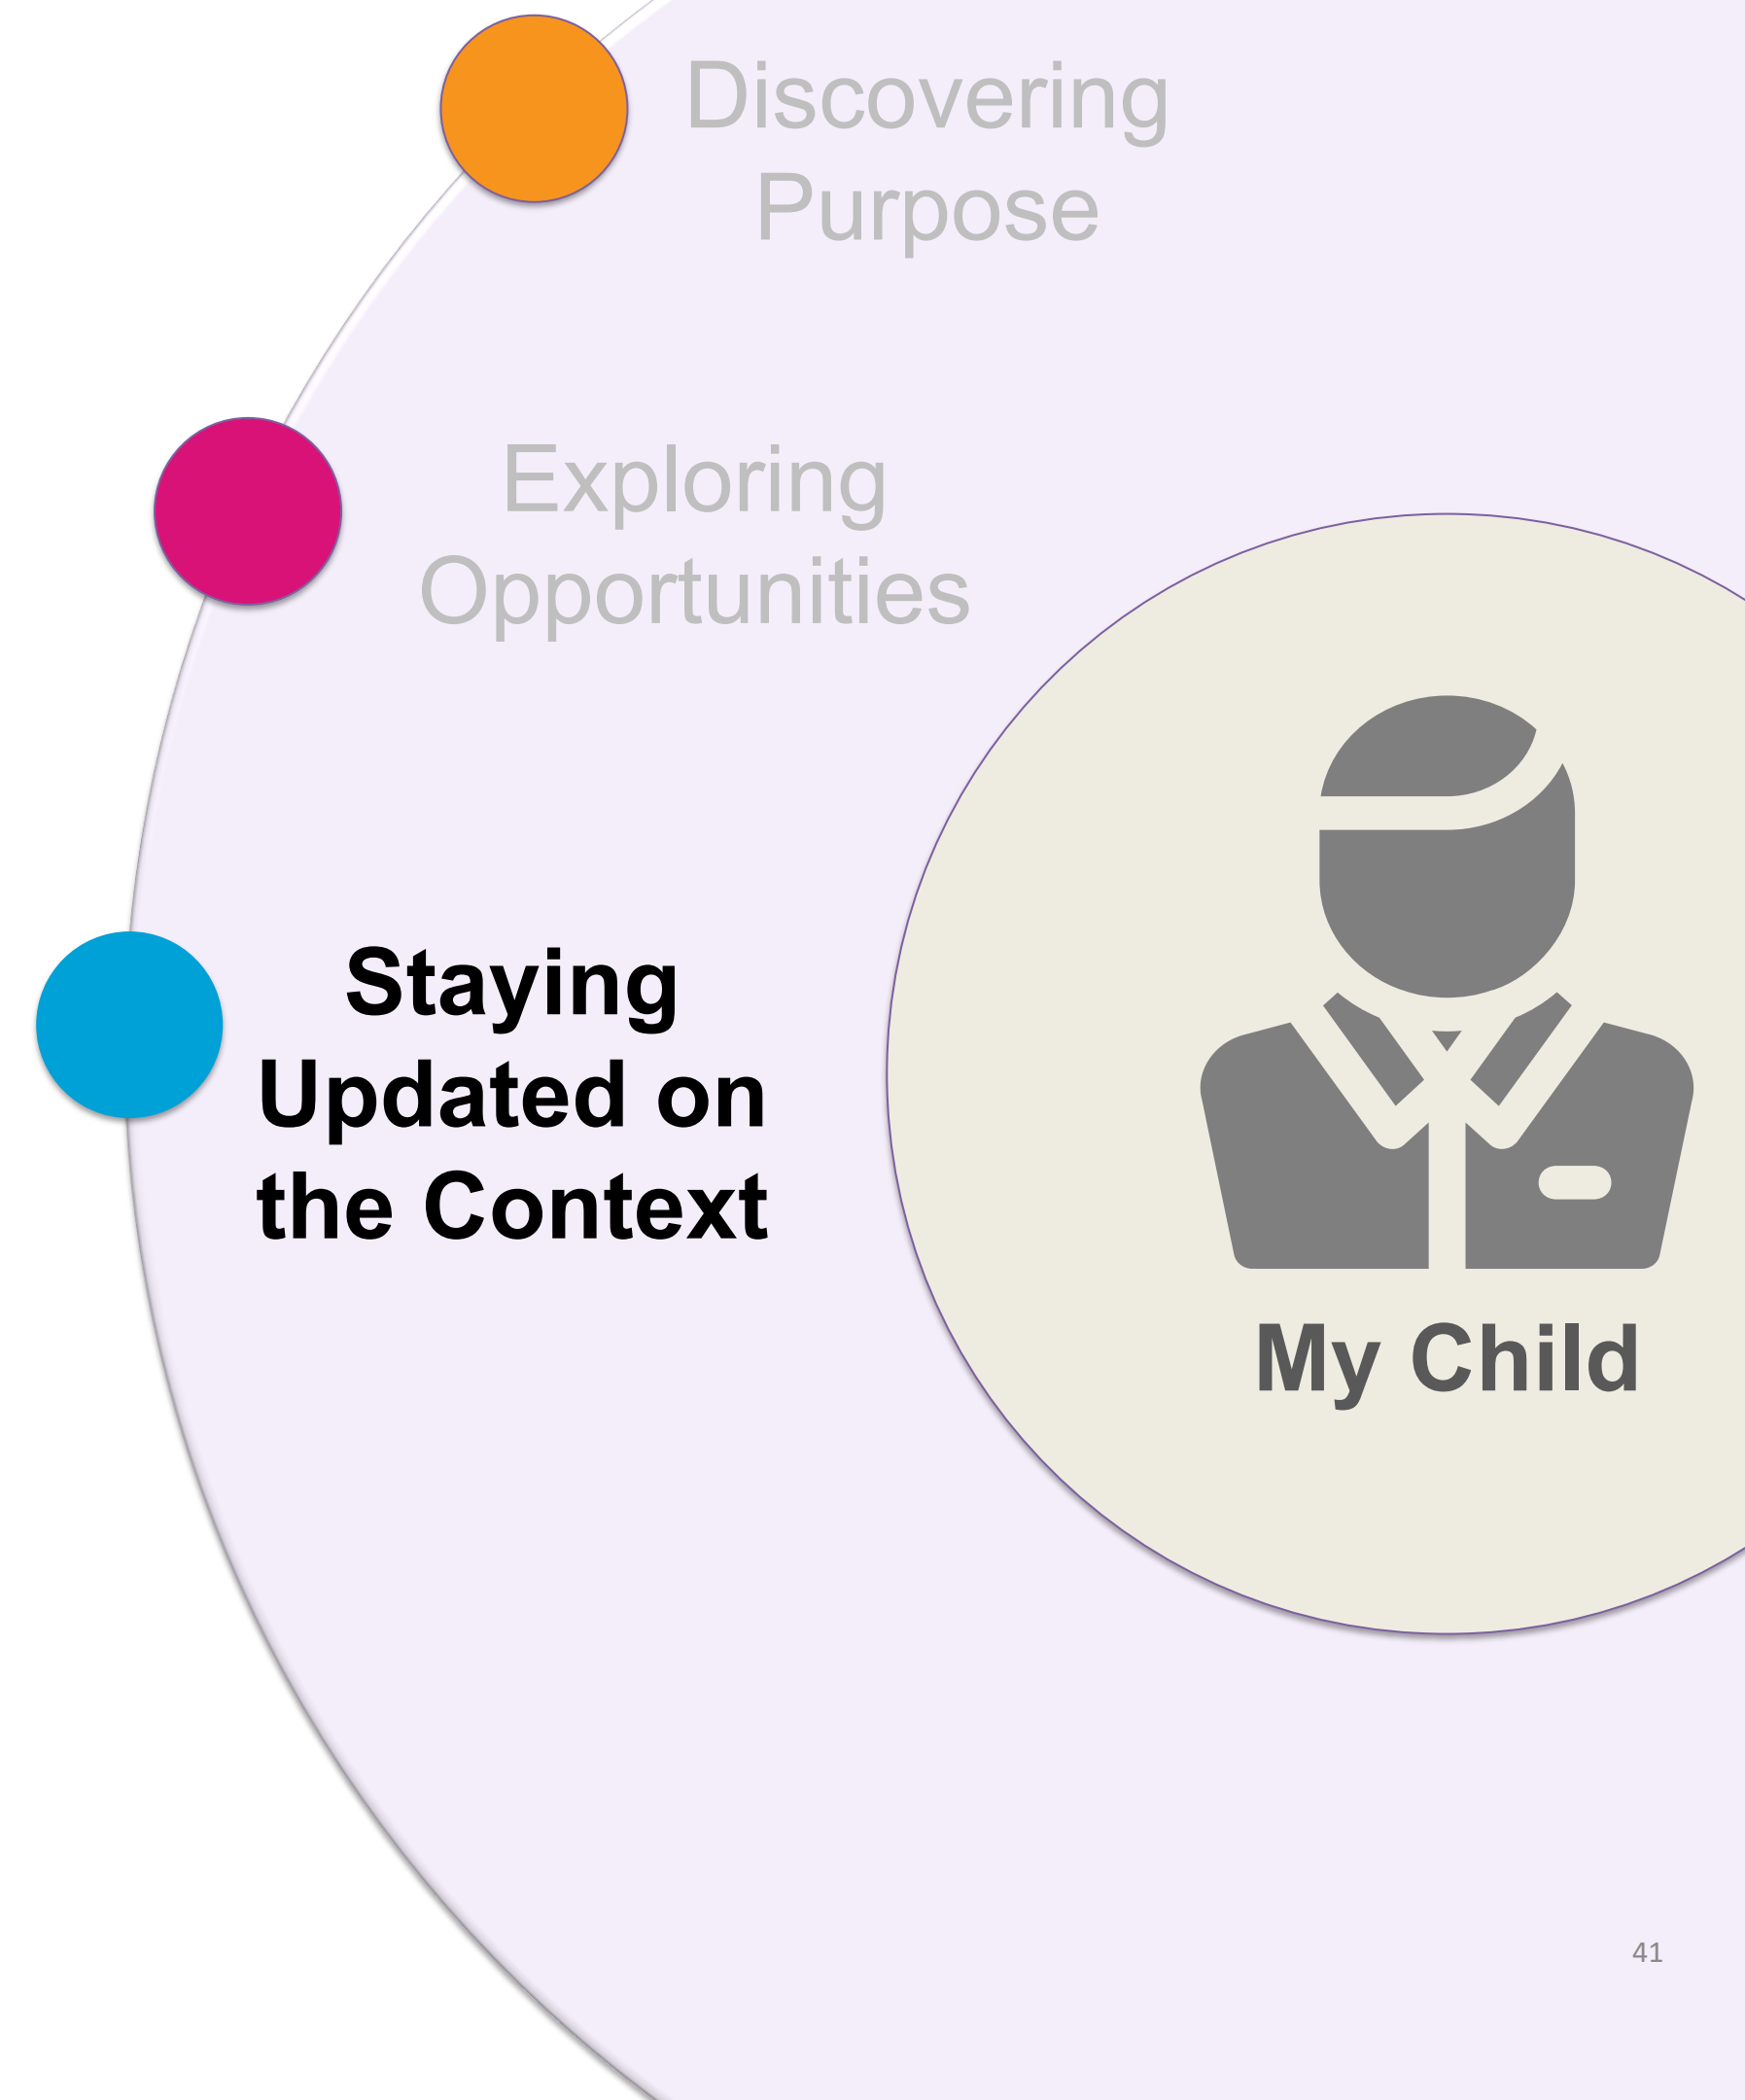 Discovering
Purpose
Exploring
Opportunities
Staying
Updated on
the Context
My Child
41